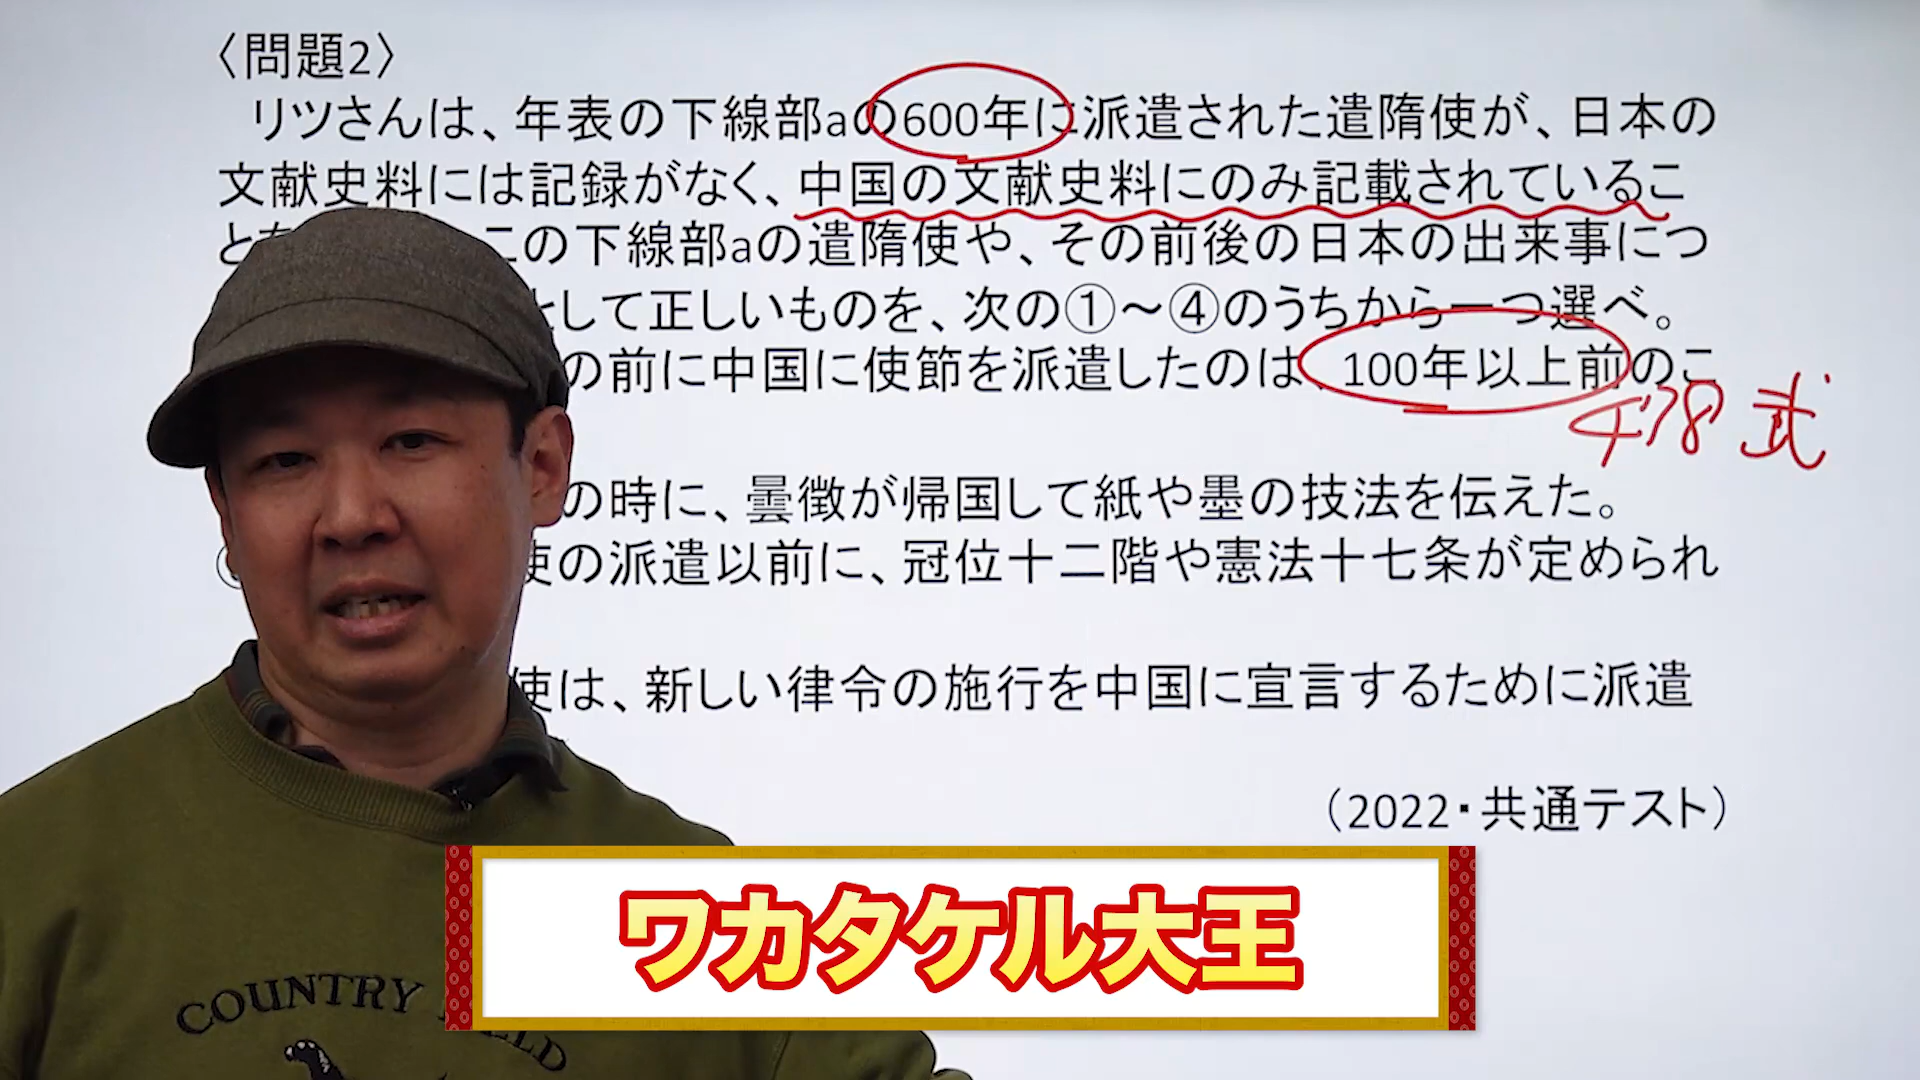 〈問題2〉
リツさんは、年表の下線部aの600年に派遣された遣隋使が、日本の
文献史料には記録がなく、中国の文献史料にのみ記載されているこ
と
この下線部aの遣隋使や、その前後の日本の出来事につ
として正しいものを、次の①～④のうちから一つ選べ。
の前に中国に使節を派遣したのは、100年以上前のこ
478 武
の時に、曇徴が帰国して紙や墨の技法を伝えた。
使の派遣以前に、冠位十二階や憲法十七条が定められ
使は、新しい律令の施行を中国に宣言するために派遣
(2022・共通テスト)
ワカタケル大王
COUNTRY